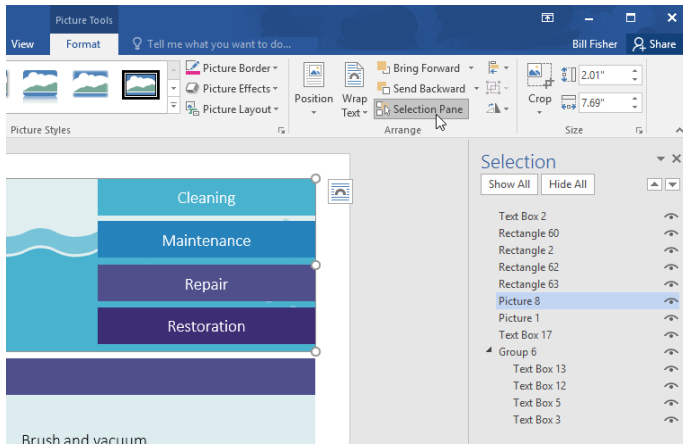 Picture Tools
View Format Tell me what you want to do... Bill Fisher Share
Picture Border
Picture Effects
Picture Layout
Position
Wrap
Text
Bring Forward
Send Backward
Selection Pane
Crop
2.01"
7.69"
Picture Styles Arrange Size
Selection
Show All Hide All
Cleaning
Maintenance
Repair
Restoration
Brush and vacuum
Text Box 2
Rectangle 60
Rectangle 2
Rectangle 62
Rectangle 63
Picture 8
Picture 1
Text Box 17
Group 6
Text Box 13
Text Box 12
Text Box 5
Text Box 3